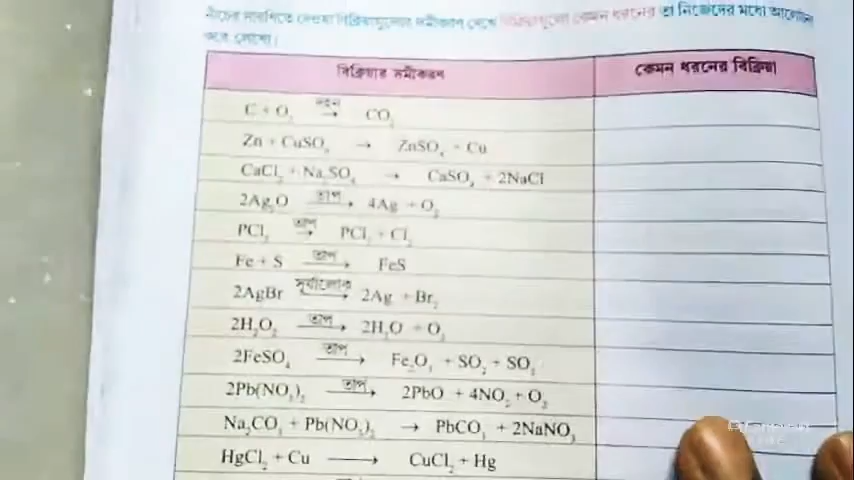 নীচের সারণিতে দেওয়া বিক্রিয়াগুলোর সমীকরণ দেখে বিক্রিয়াগুলো কেমন ধরনের তা নিজেদের মধ্যে আলোচনা
করে লেখো।
বিক্রিয়ার সমীকরণ কেমন ধরনের বিক্রিয়া
C + O₂ দহন → CO₂
Zn + CuSO₄ → ZnSO₄ + Cu
CaCl₂ + Na₂SO₄ → CaSO₄ + 2NaCl
2Ag₂O তাপ → 4Ag + O₂
PCl₅ তাপ → PCl₃ + Cl₂
Fe + S তাপ → FeS
2AgBr সূর্যালোক → 2Ag + Br₂
2H₂O₂ তাপ → 2H₂O + O₂
2FeSO₄ তাপ → Fe₂O₃ + SO₂ + SO₃
2Pb(NO₃)₂ তাপ → 2PbO + 4NO₂ + O₂
Na₂CO₃ + Pb(NO₃)₂ → PbCO₃ + 2NaNO₃
HgCl₂ + Cu → CuCl₂ + Hg